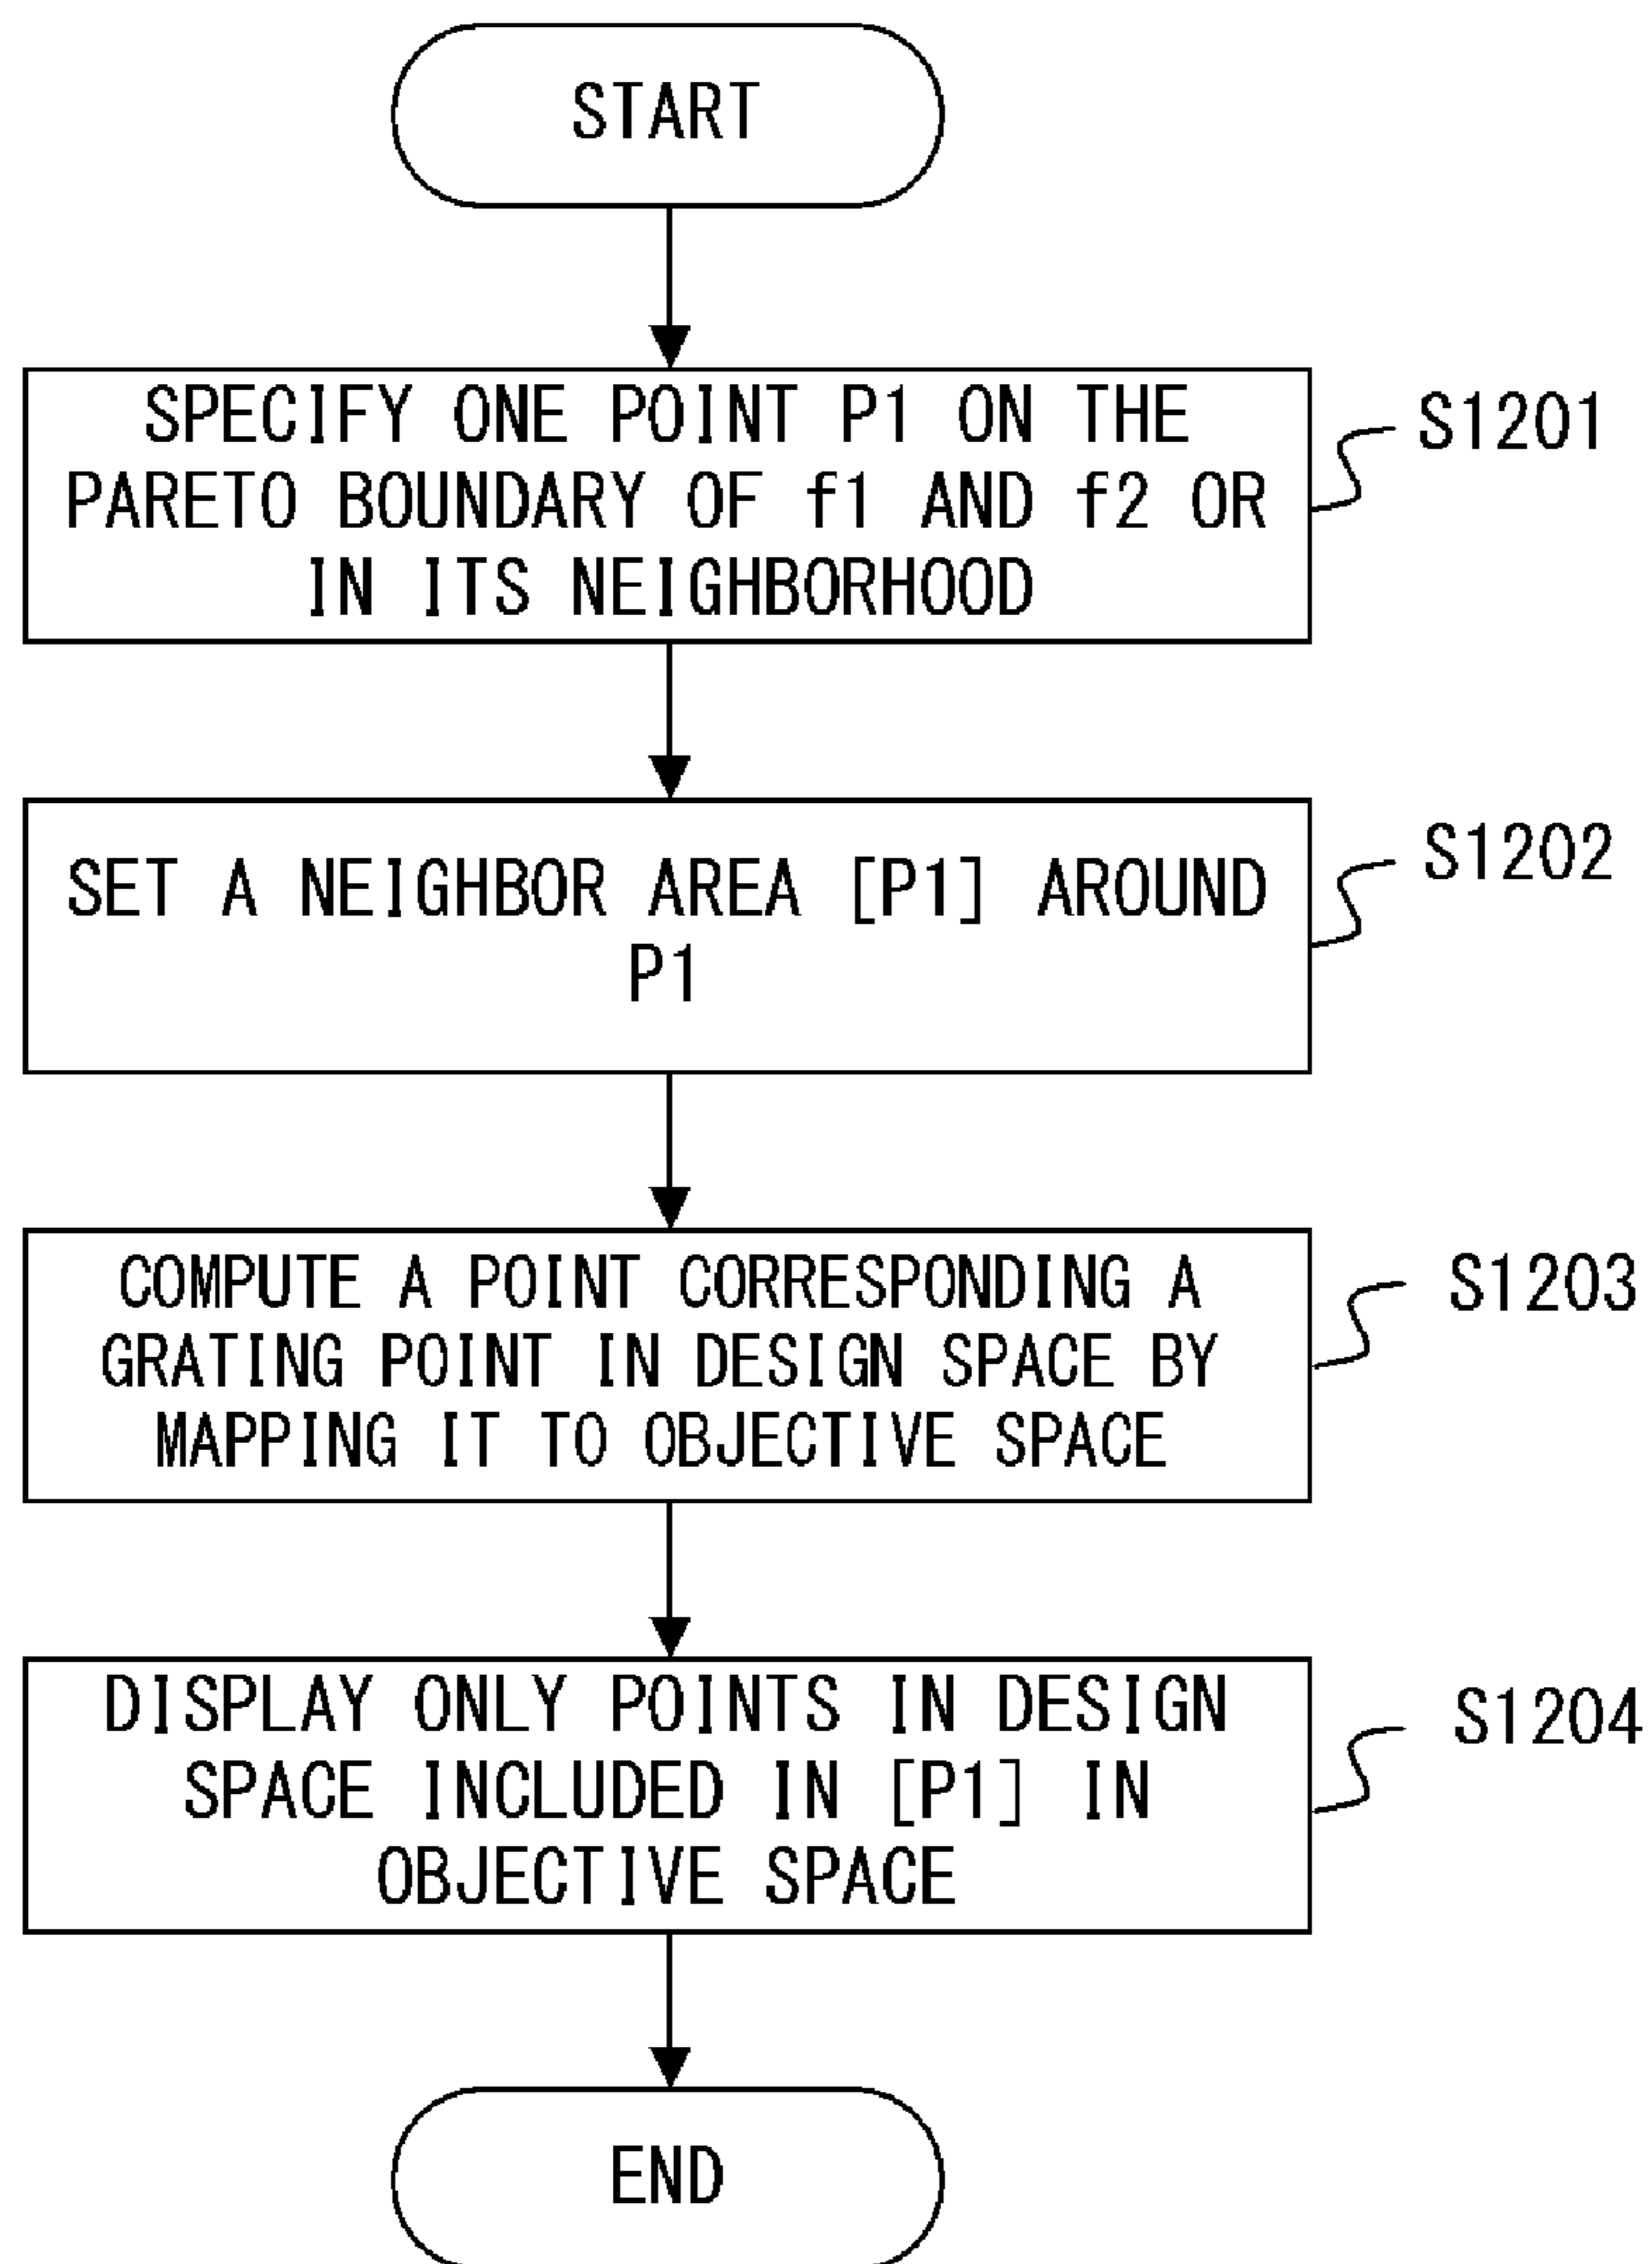 START
SPECIFY ONE POINT P1 ON THE
PARETO BOUNDARY OF f1 AND f2 OR
IN ITS NEIGHBORHOOD
S1201
SET A NEIGHBOR AREA [P1] AROUND
P1
S1202
COMPUTE A POINT CORRESPONDING A
GRATING POINT IN DESIGN SPACE BY
MAPPING IT TO OBJECTIVE SPACE
S1203
DISPLAY ONLY POINTS IN DESIGN
SPACE INCLUDED IN [P1] IN
OBJECTIVE SPACE
S1204
END